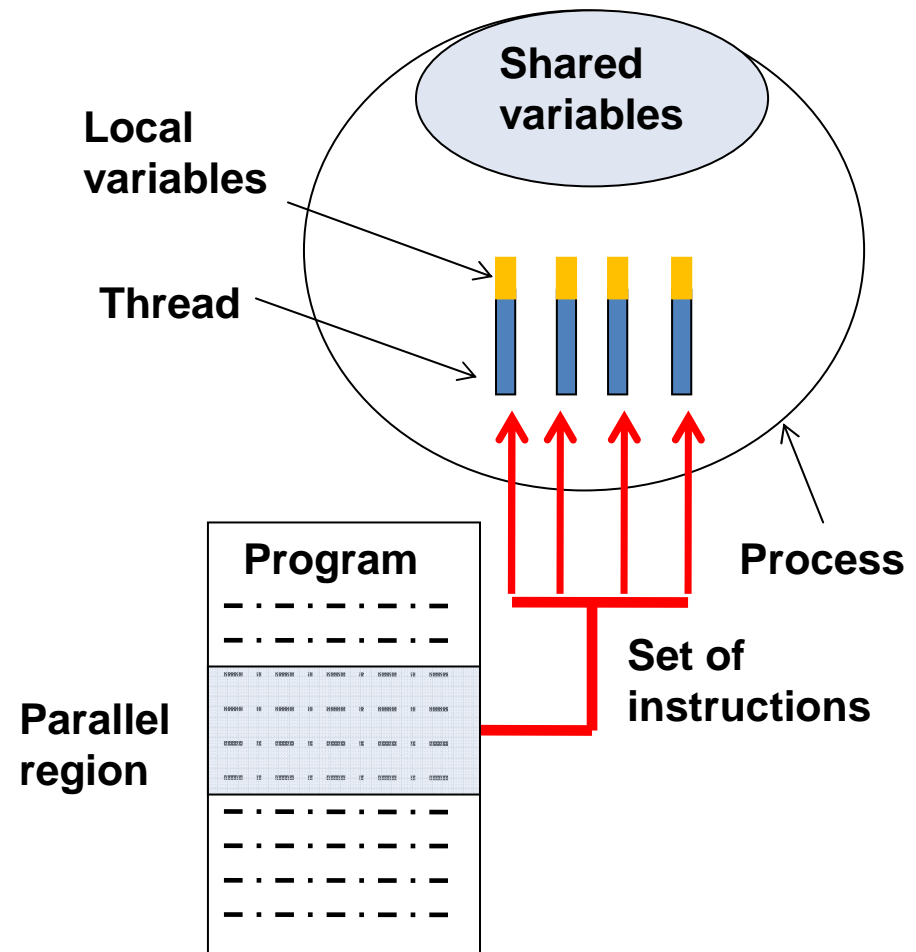 Shared
variables
Local
variables
Thread
Process
Program
Set of
instructions
Parallel
region